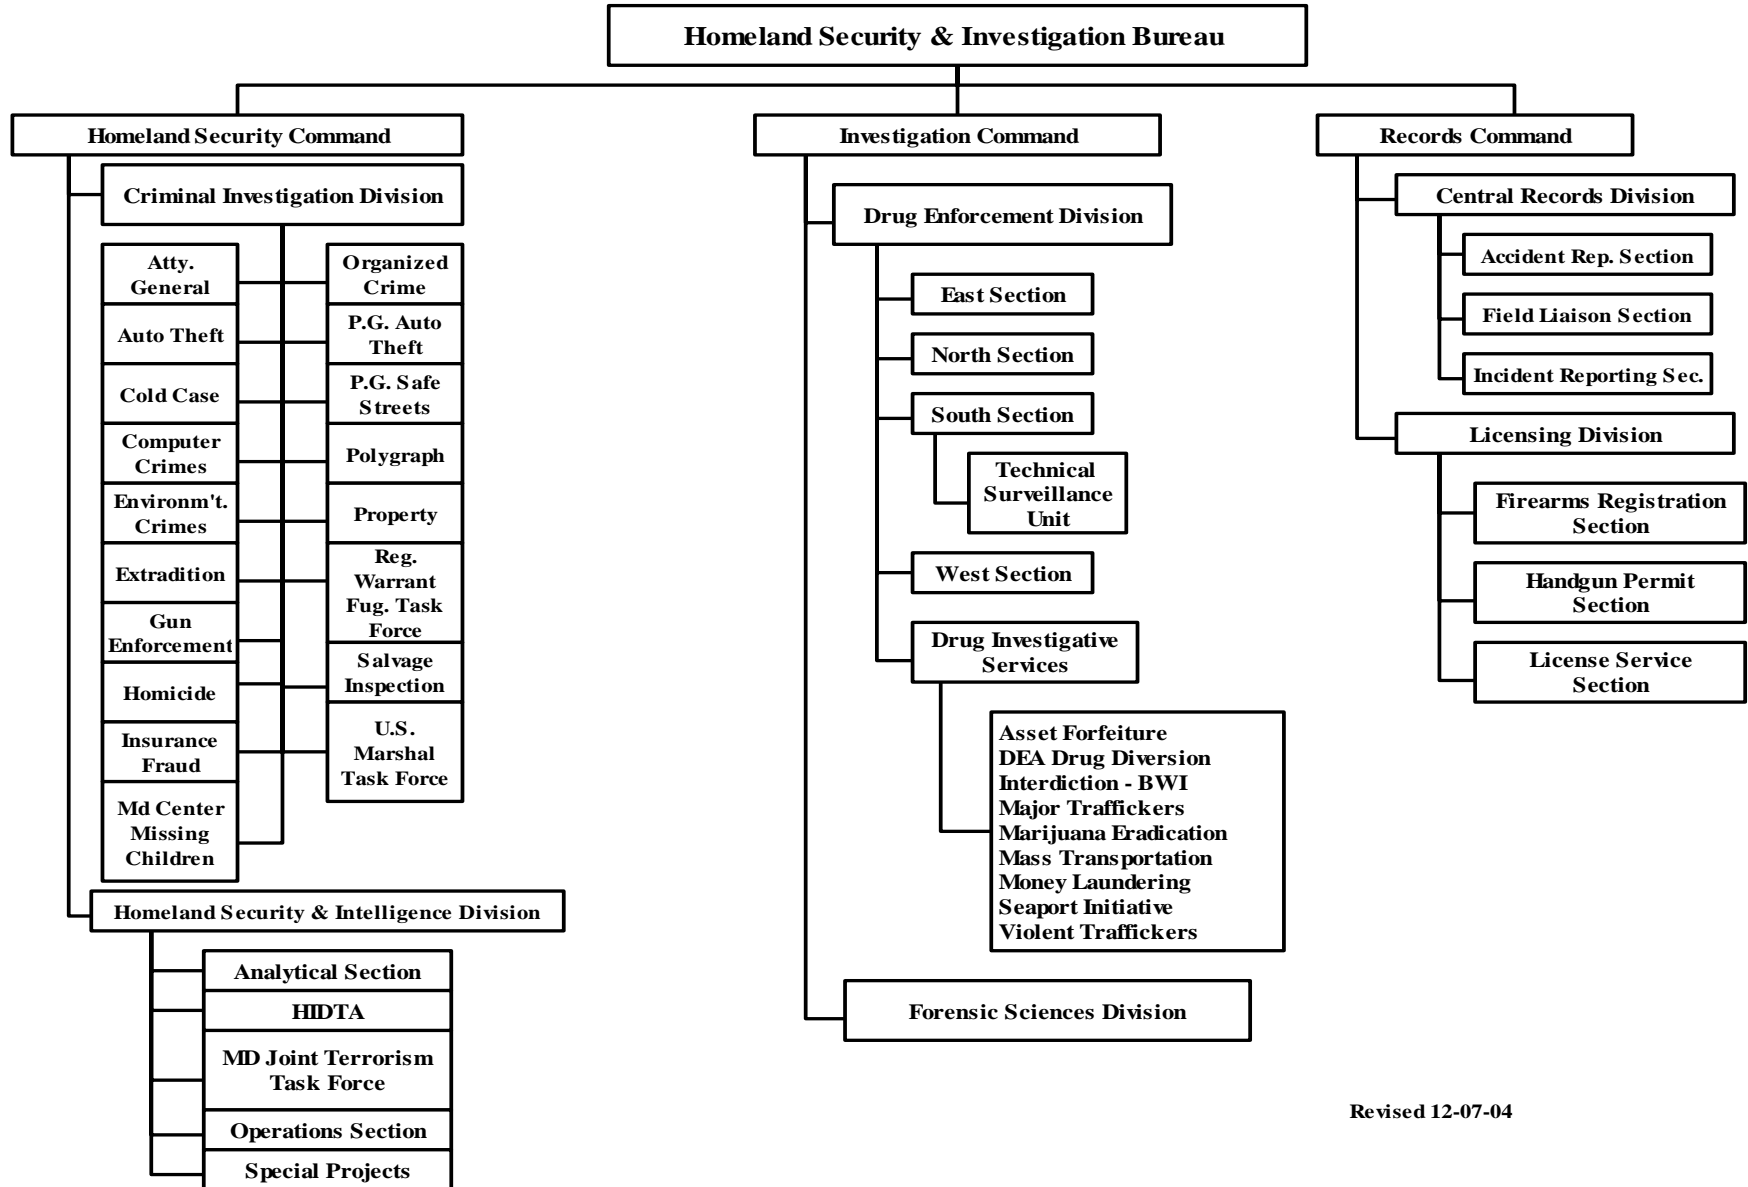 Homeland Security & Investigation Bureau
Homeland Security Command
Criminal Investigation Division
Atty.
General
Auto Theft
Cold Case
Computer
Crimes
Environm't.
Crimes
Extradition
Gun
Enforcement
Homicide
Insurance
Fraud
Md Center
Missing
Children
Organized
Crime
P.G. Auto
Theft
P.G. Safe
Streets
Polygraph
Property
Reg.
Warrant
Fug. Task
Force
Salvage
Inspection
U.S.
Marshal
Task Force
Homeland Security & Intelligence Division
Analytical Section
HIDTA
MD Joint Terrorism
Task Force
Operations Section
Special Projects
Investigation Command
Drug Enforcement Division
East Section
North Section
South Section
Technical
Surveillance
Unit
West Section
Drug Investigative
Services
Asset Forfeiture
DEA Drug Diversion
Interdiction - BWI
Major Traffickers
Marijuana Eradication
Mass Transportation
Money Laundering
Seaport Initiative
Violent Traffickers
Forensic Sciences Division
Records Command
Central Records Division
Accident Rep. Section
Field Liaison Section
Incident Reporting Sec.
Licensing Division
Firearms Registration
Section
Handgun Permit
Section
License Service
Section
Revised 12-07-04